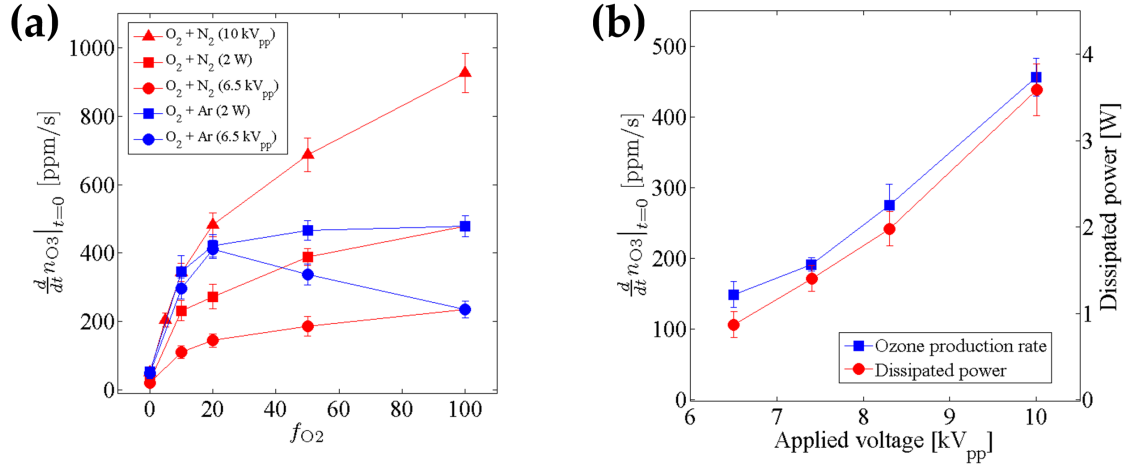 (a)
O2 + N2 (10 kVpp)
O2 + N2 (2 W)
O2 + N2 (6.5 kVpp)
O2 + Ar (2 W)
O2 + Ar (6.5 kVpp)
1000
800
600
400
200
0
d/dt nO3|t=0 [ppm/s]
0 20 40 60 80 100
fO2
(b)
500
400
300
200
100
0
d/dt nO3|t=0 [ppm/s]
4
3
2
1
0
Dissipated power [W]
Ozone production rate
Dissipated power
6 7 8 9 10
Applied voltage [kVpp]